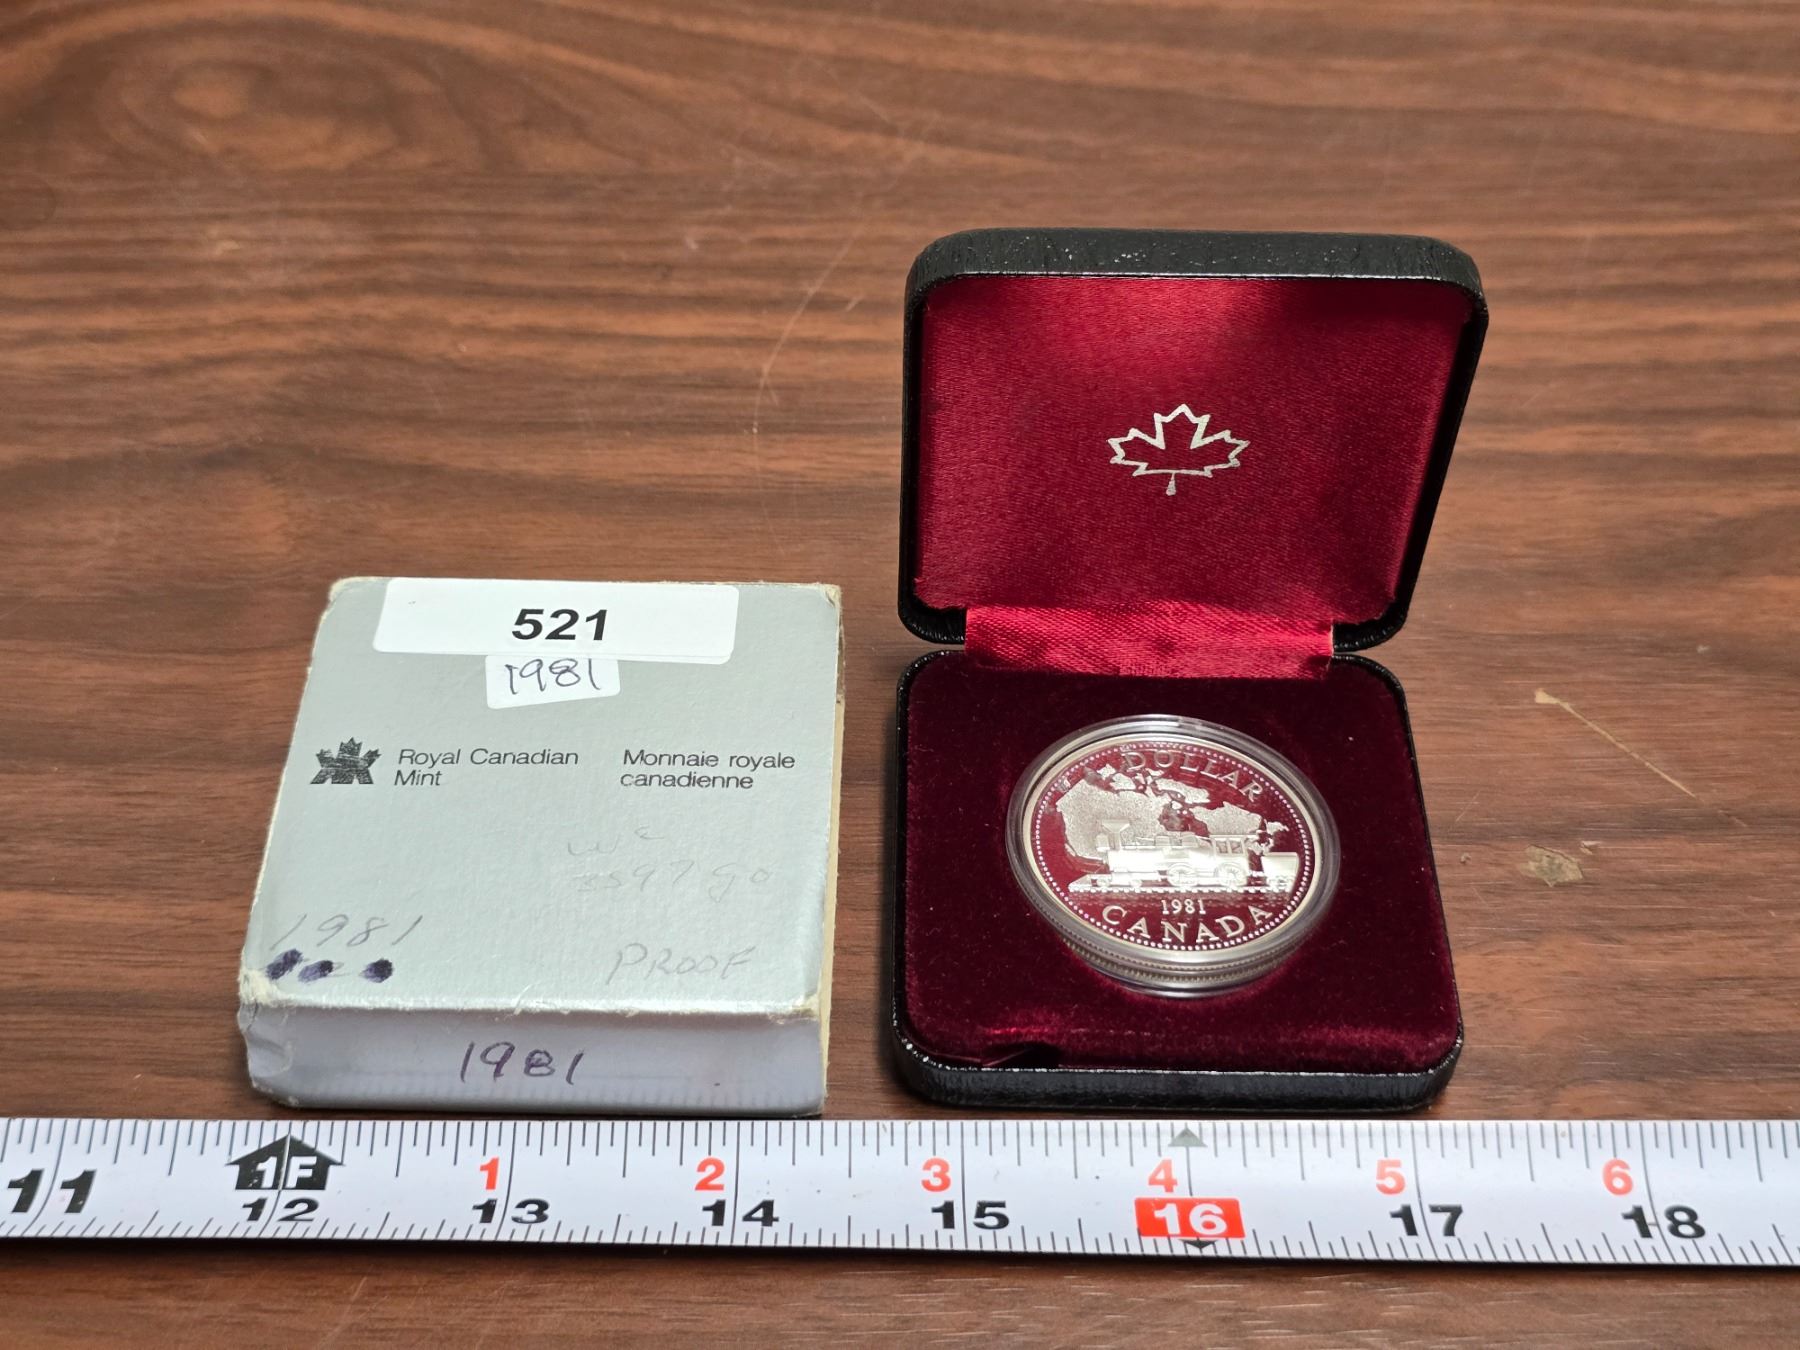 521
1981
Royal Canadian Mint
Monnaie royale canadienne
1981
PROOF
1981
DOLLAR
1981
CANADA
1F 1 2 3 4 5 6
11 12 13 14 15 16 17 18